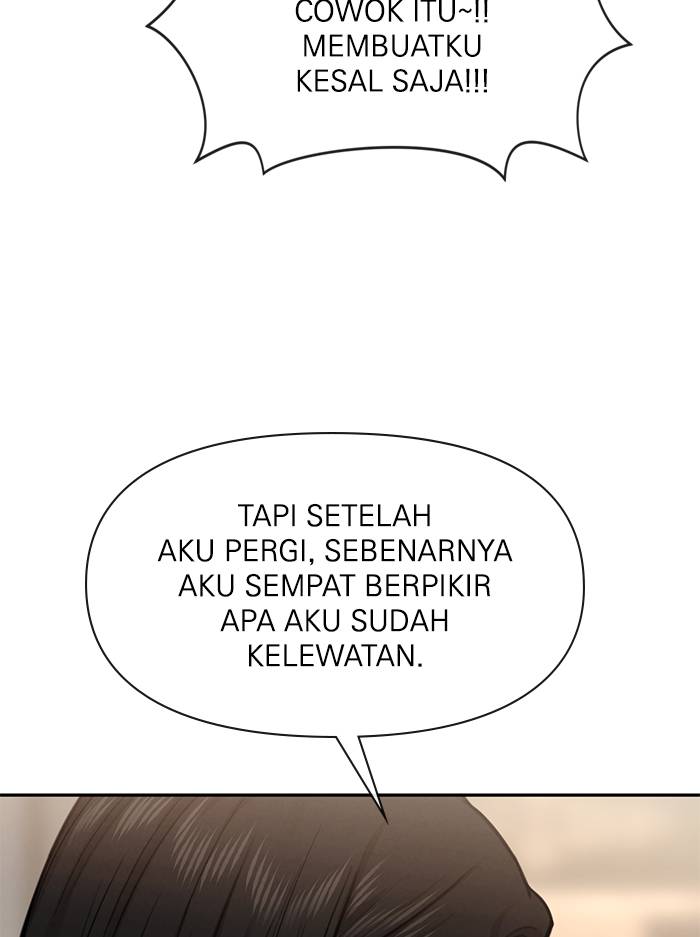 COWOK ITU~!!
MEMBUATKU
KESAL SAJA!!!
TAPI SETELAH
AKU PERGI, SEBENARNYA
AKU SEMPAT BERPIKIR
APA AKU SUDAH
KELEWATAN.